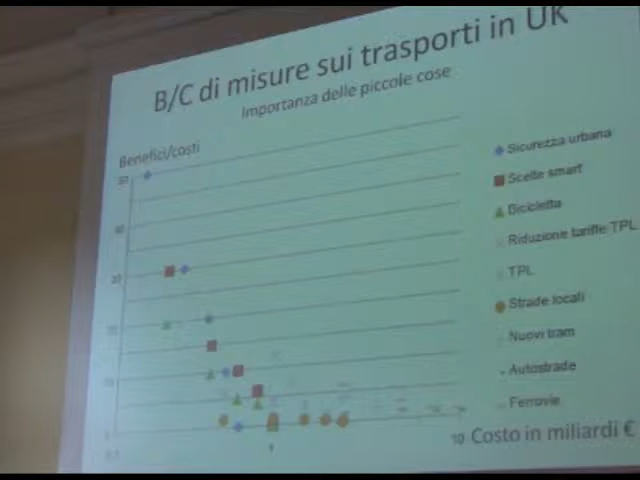 B/C di misure sui trasporti in UK
Importanza delle piccole cose
Benefici/costi
Sicurezza urbana
Scelte smart
Bicicletta
Riduzione tariffe TPL
TPL
Strade locali
Nuovi tram
Autostrade
Ferrovie
10 Costo in miliardi €